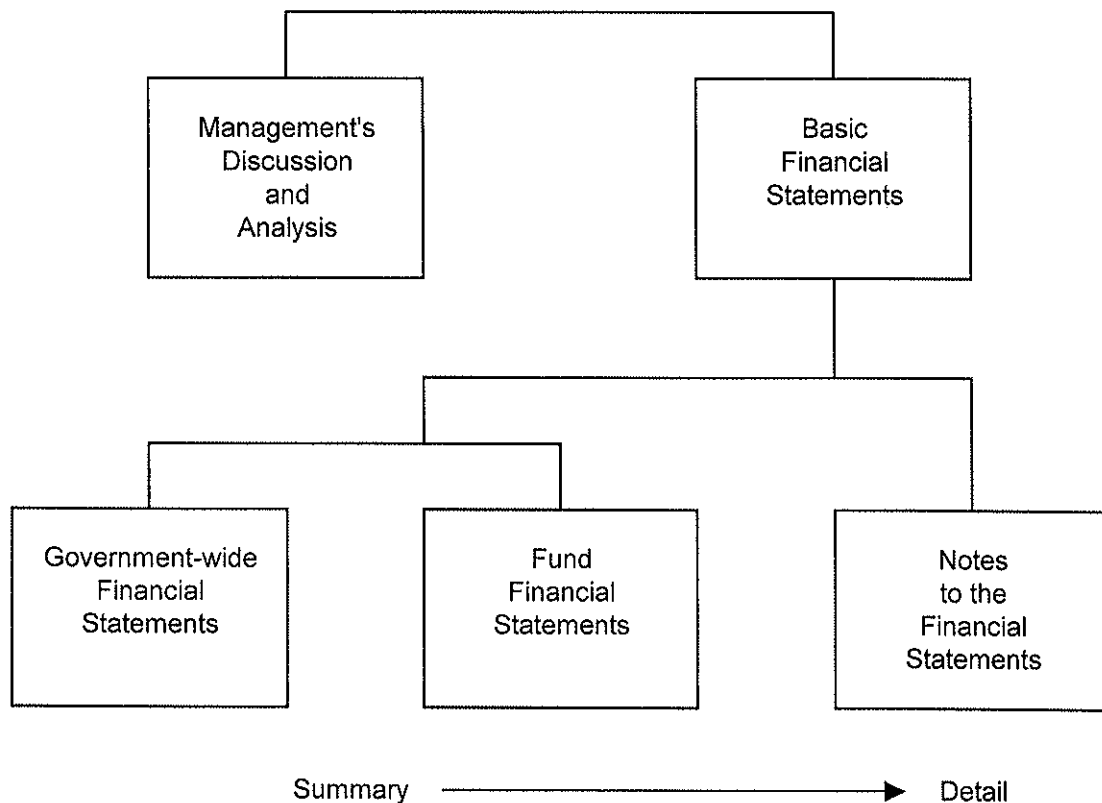 Management's
Discussion
and
Analysis
Basic
Financial
Statements
Government-wide
Financial
Statements
Fund
Financial
Statements
Notes
to the
Financial
Statements
Summary
Detail